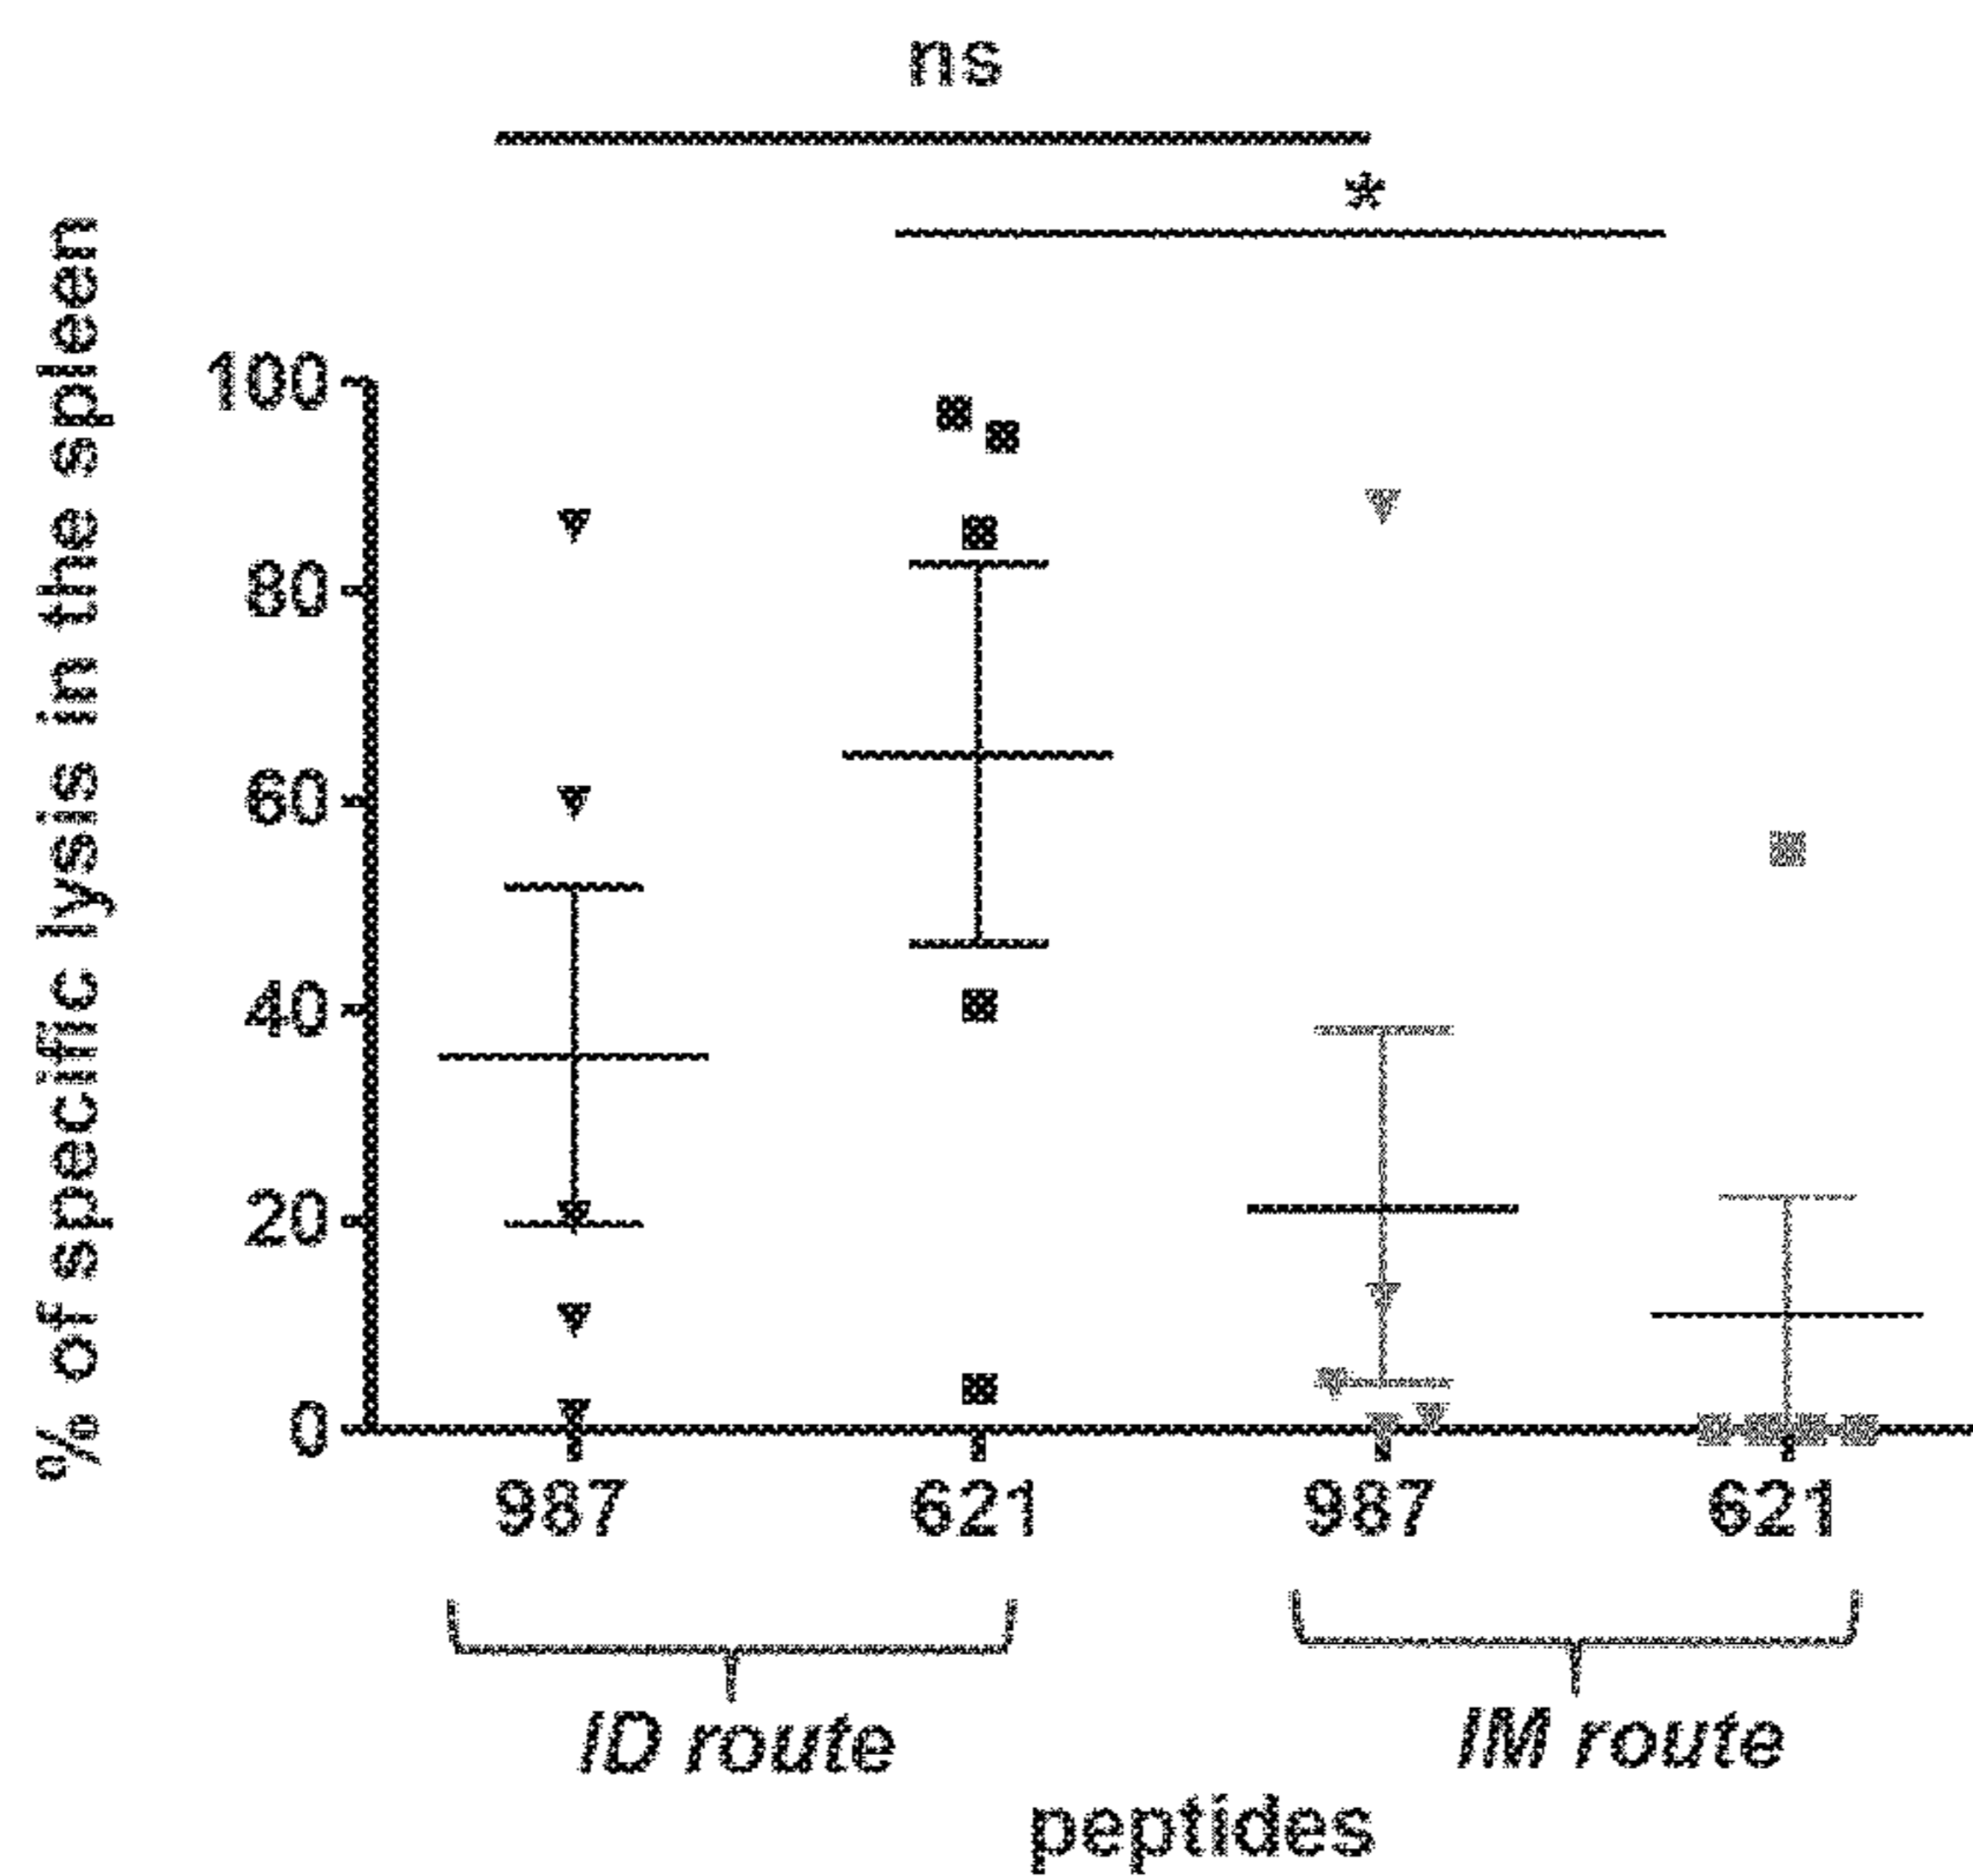 ns
*
% of specific lysis in the spleen
100
80
60
40
20
0
987 621 987 621
ID route IM route
peptides